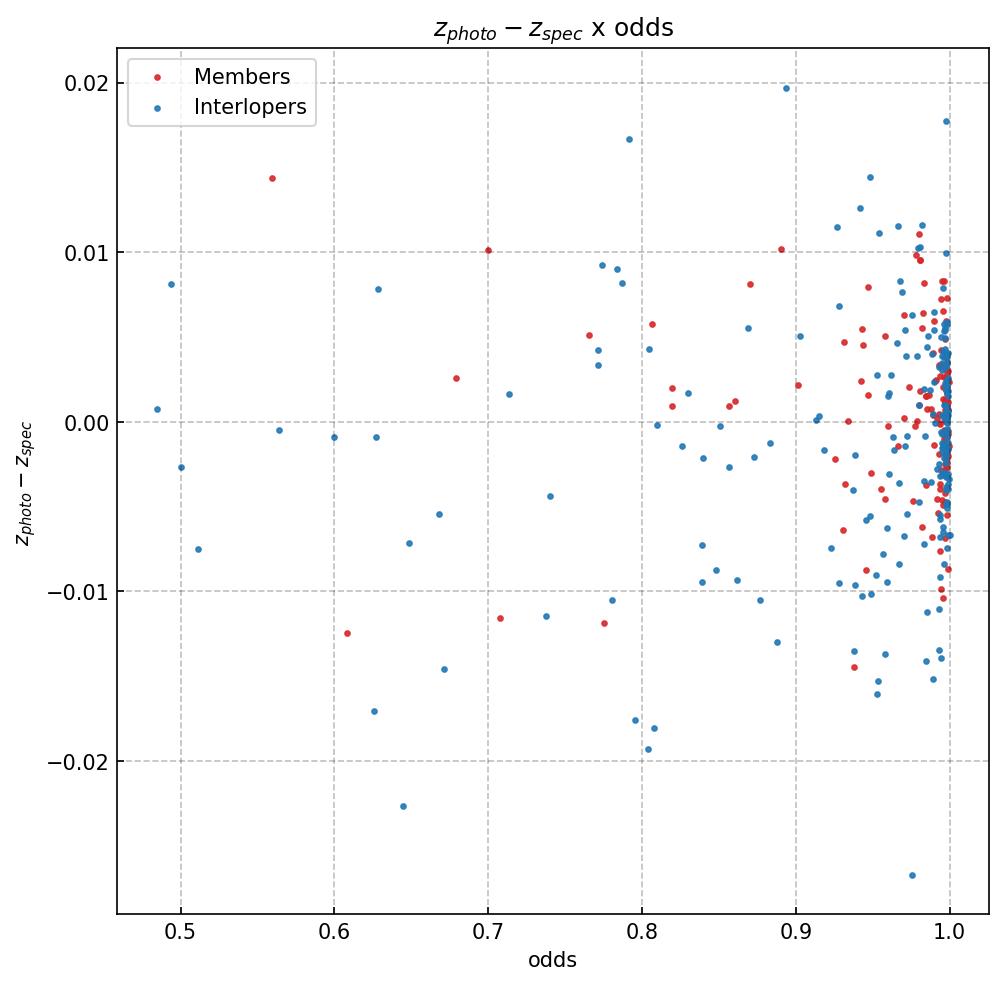 z_photo − z_spec x odds
Members
Interlopers
z_photo − z_spec
0.02
0.01
0.00
−0.01
−0.02
0.5 0.6 0.7 0.8 0.9 1.0
odds